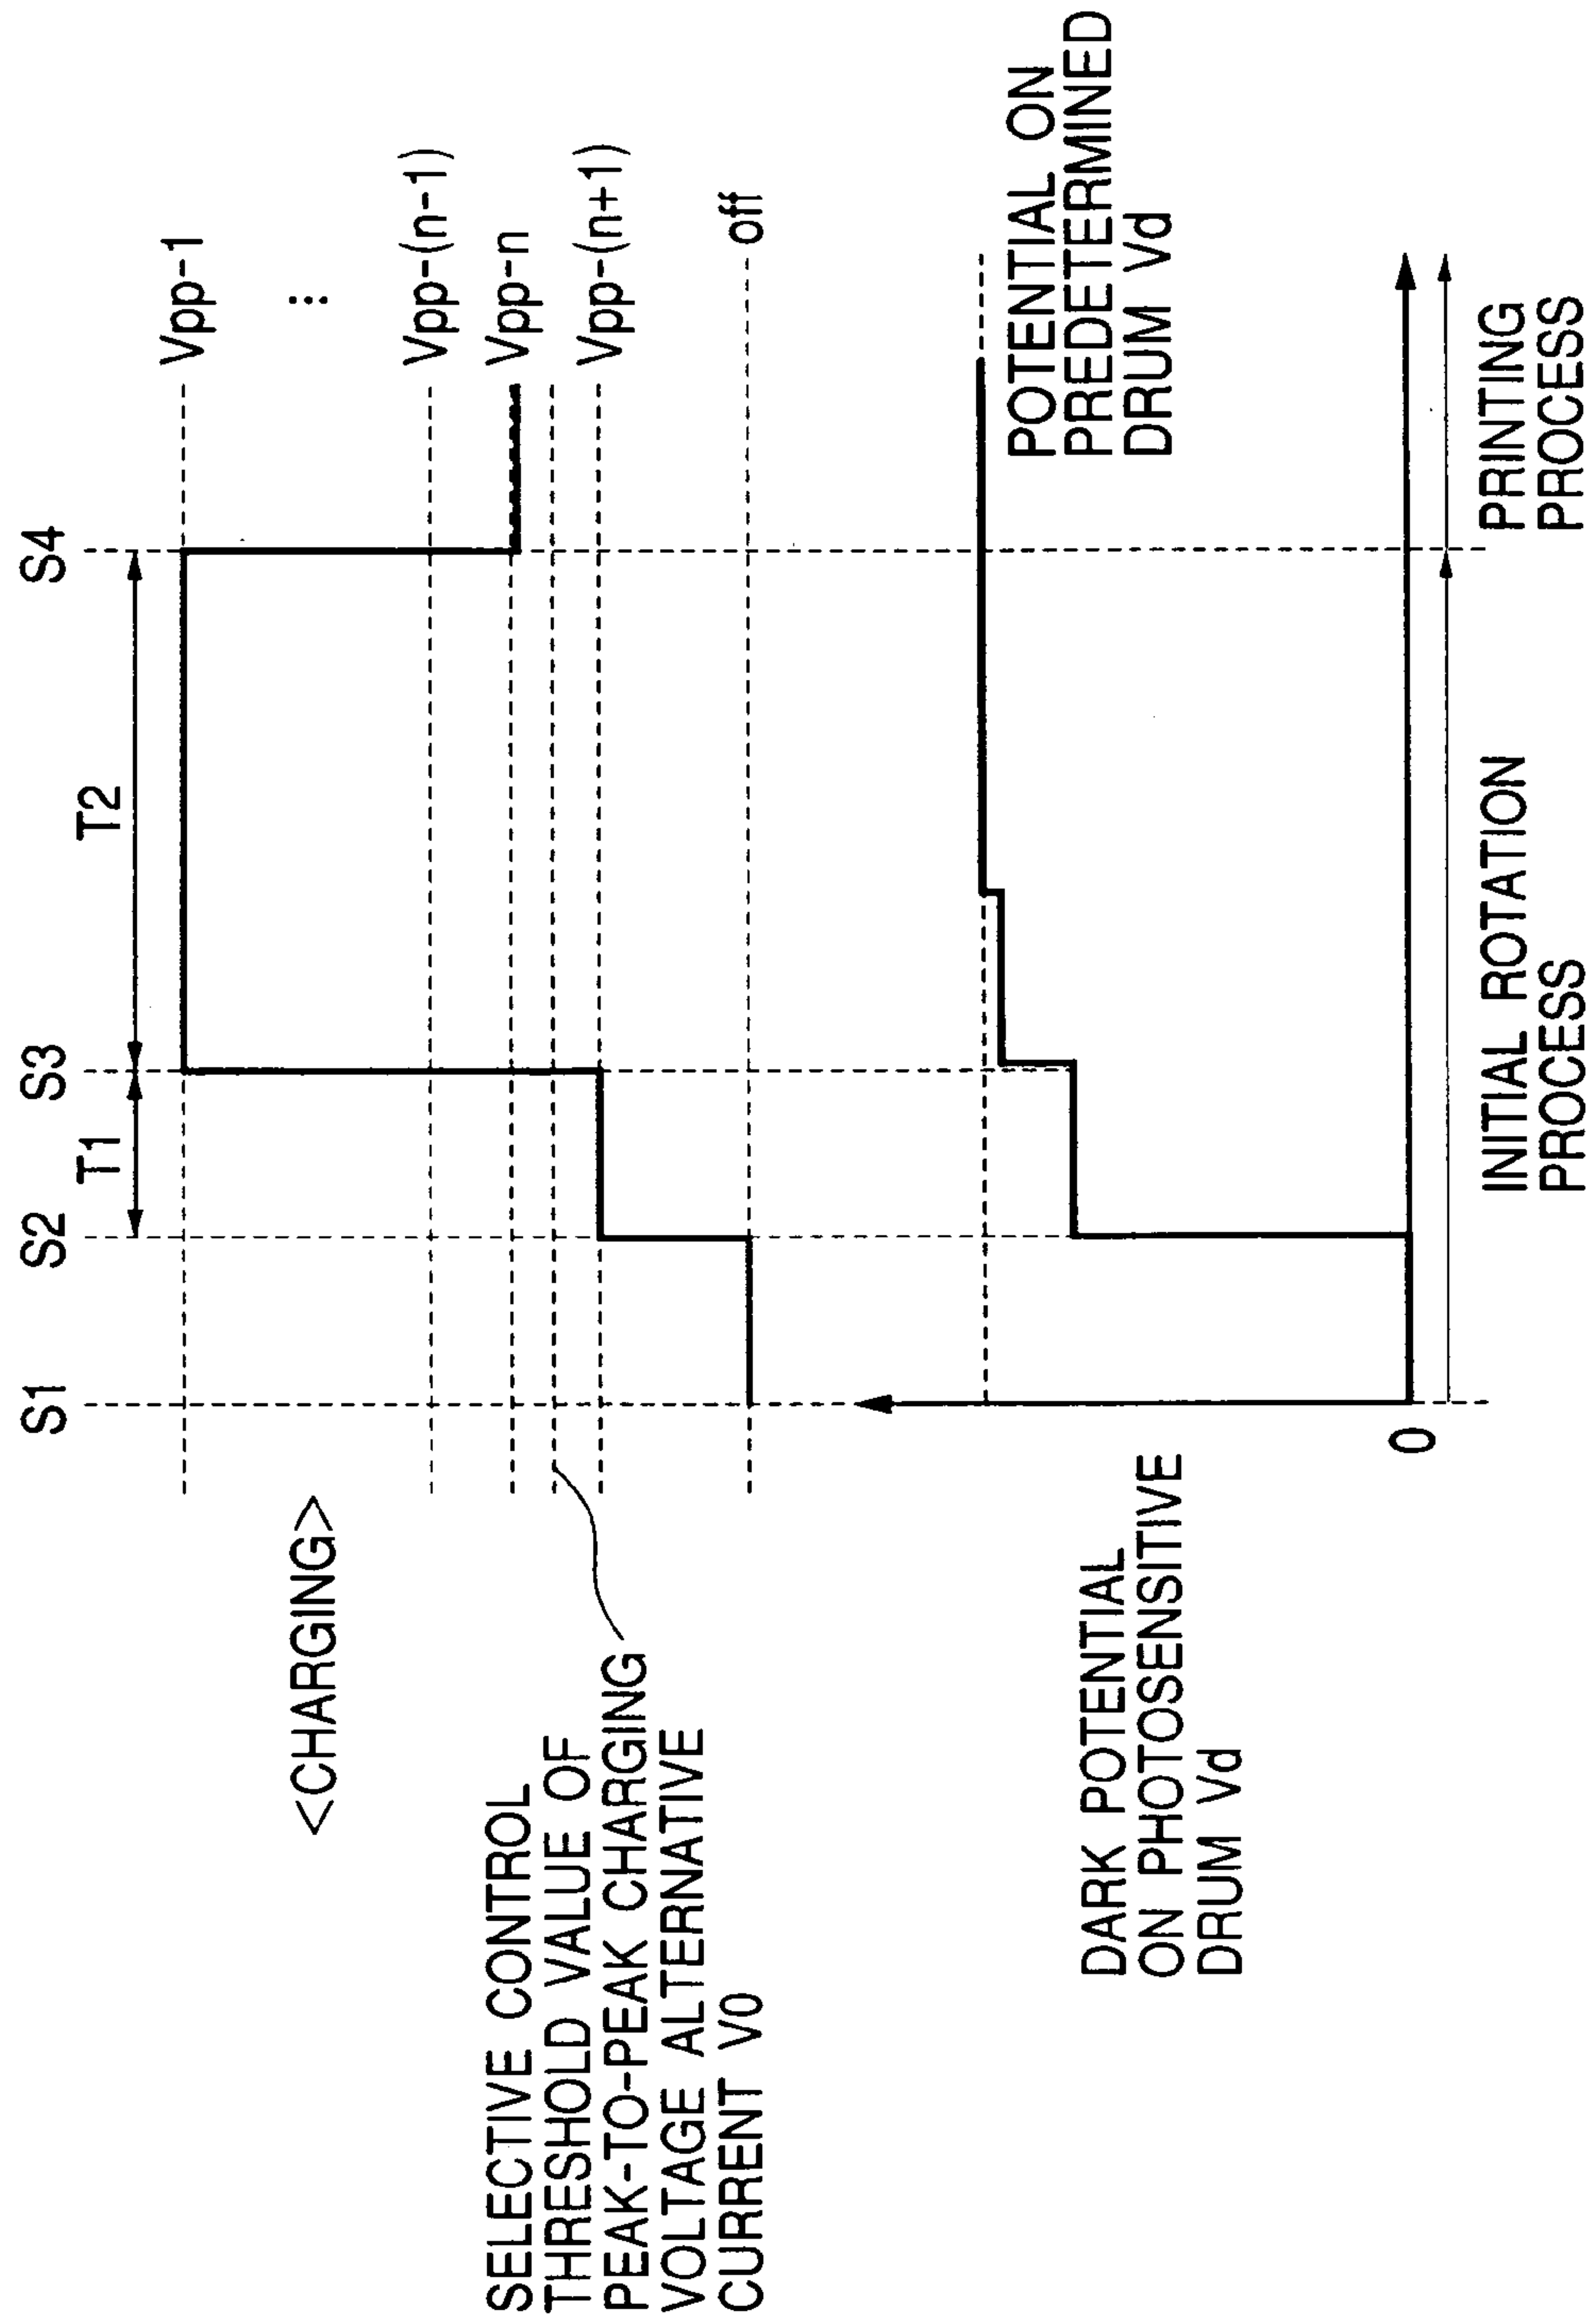 S1
S2
S3
S4
T1
T2
<CHARGING>
Vpp-1
⋮
Vpp-(n-1)
Vpp-n
Vpp-(n+1)
off
SELECTIVE CONTROL
THRESHOLD VALUE OF
PEAK-TO-PEAK CHARGING
VOLTAGE ALTERNATIVE
CURRENT V0
POTENTIAL ON
PREDETERMINED
DRUM Vd
DARK POTENTIAL
ON PHOTOSENSITIVE
DRUM Vd
0
INITIAL ROTATION
PROCESS
PRINTING
PROCESS